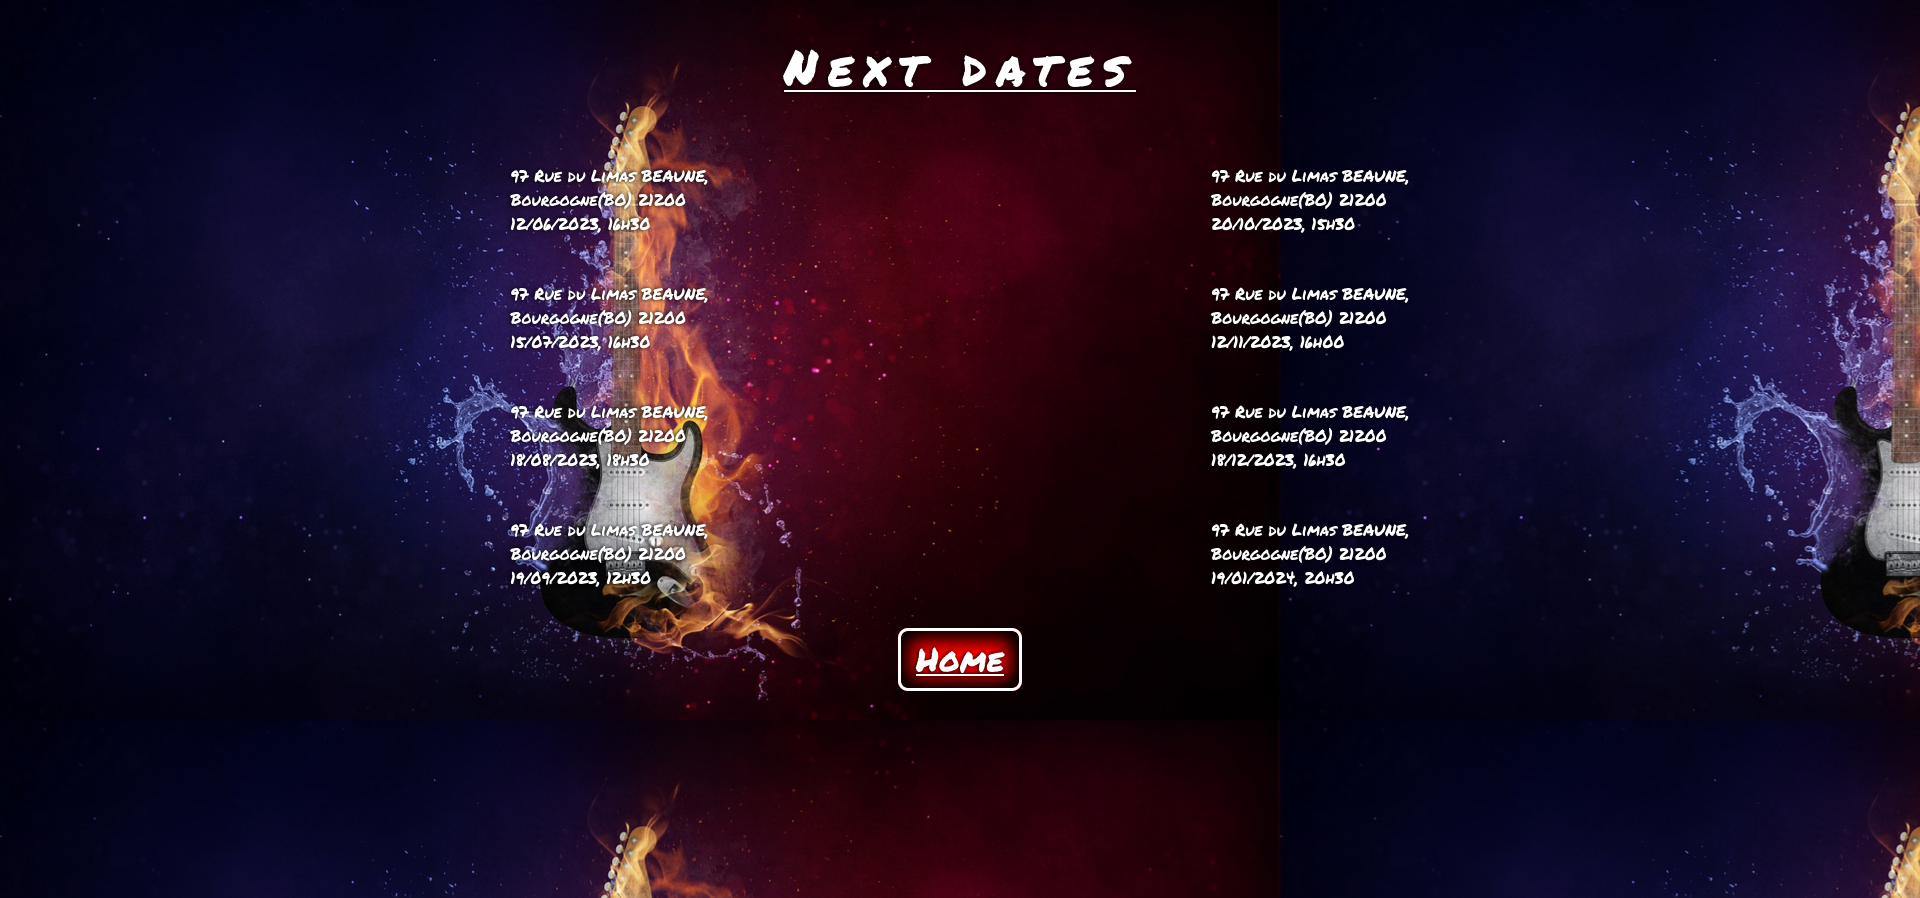 Next dates
97 Rue du Limas BEAUNE,
Bourgogne(BO) 21200
12/06/2023, 16h30
97 Rue du Limas BEAUNE,
Bourgogne(BO) 21200
15/07/2023, 16h30
97 Rue du Limas BEAUNE,
Bourgogne(BO) 21200
18/08/2023, 18h30
97 Rue du Limas BEAUNE,
Bourgogne(BO) 21200
19/09/2023, 12h30
97 Rue du Limas BEAUNE,
Bourgogne(BO) 21200
20/10/2023, 15h30
97 Rue du Limas BEAUNE,
Bourgogne(BO) 21200
12/11/2023, 16h00
97 Rue du Limas BEAUNE,
Bourgogne(BO) 21200
18/12/2023, 16h30
97 Rue du Limas BEAUNE,
Bourgogne(BO) 21200
19/01/2024, 20h30
Home